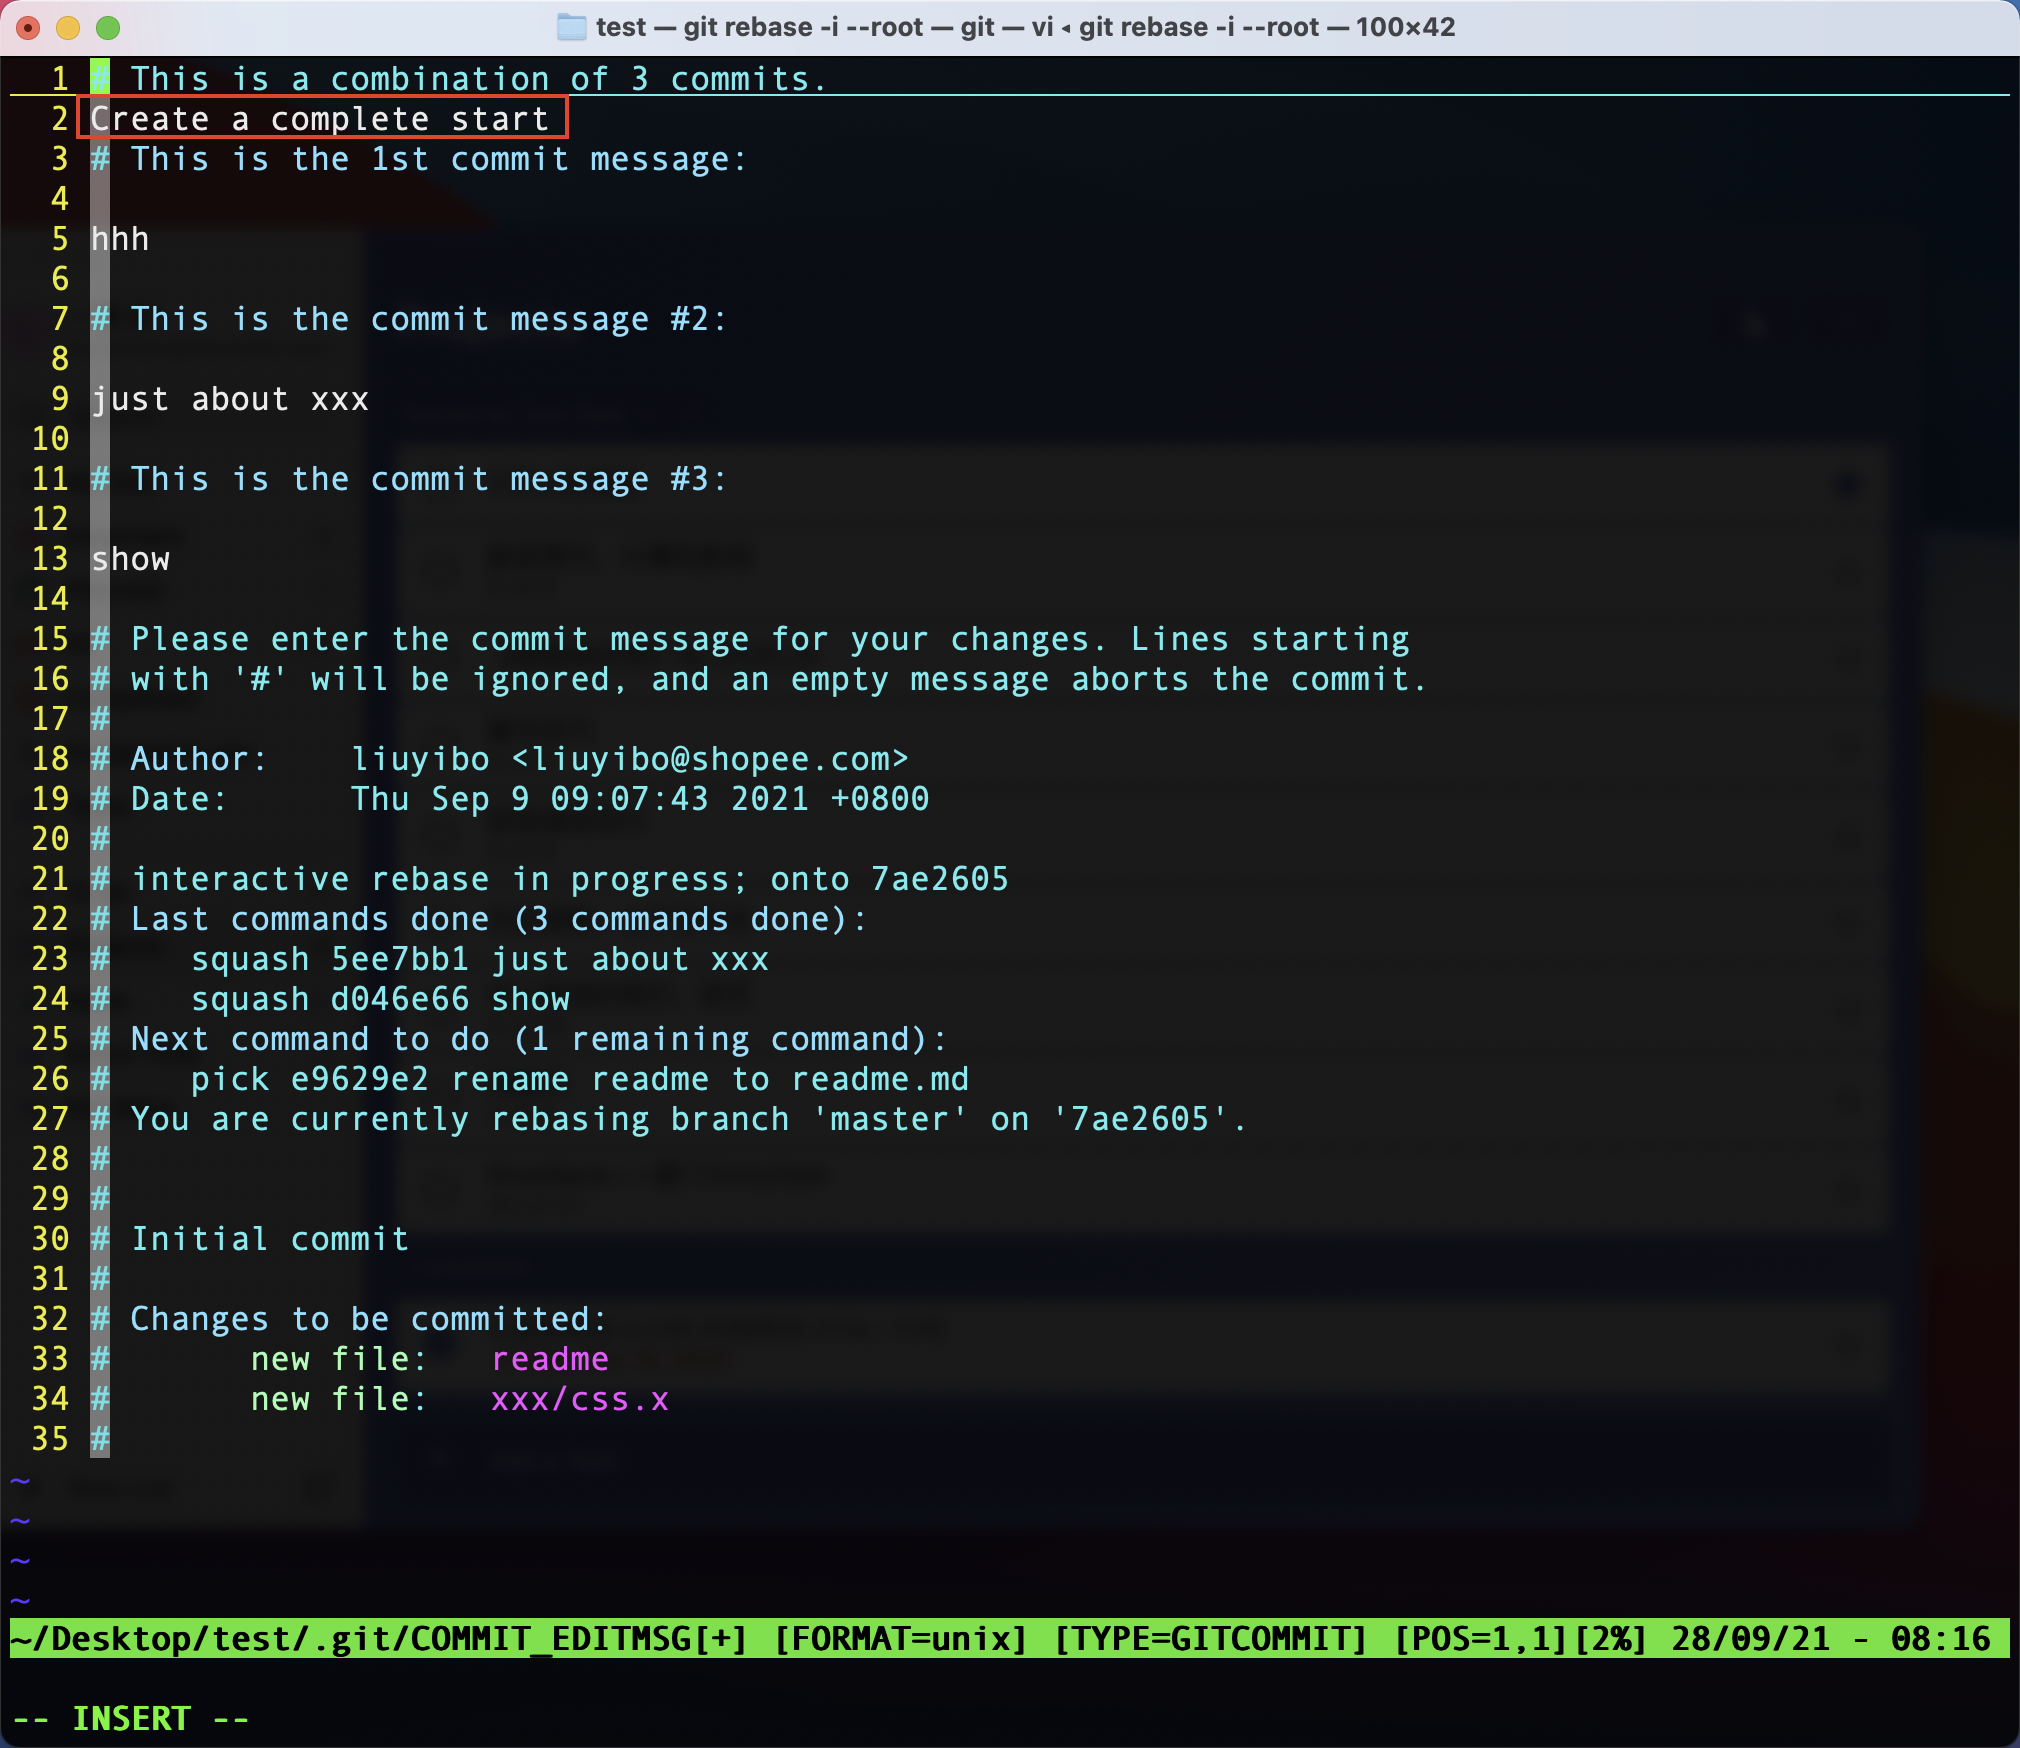 test — git rebase -i --root — git — vi ◂ git rebase -i --root — 100×42
1 # This is a combination of 3 commits.
2 Create a complete start
3 # This is the 1st commit message:
4
5 hhh
6
7 # This is the commit message #2:
8
9 just about xxx
10
11 # This is the commit message #3:
12
13 show
14
15 # Please enter the commit message for your changes. Lines starting
16 # with '#' will be ignored, and an empty message aborts the commit.
17 #
18 # Author:    liuyibo <liuyibo@shopee.com>
19 # Date:      Thu Sep 9 09:07:43 2021 +0800
20 #
21 # interactive rebase in progress; onto 7ae2605
22 # Last commands done (3 commands done):
23 #    squash 5ee7bb1 just about xxx
24 #    squash d046e66 show
25 # Next command to do (1 remaining command):
26 #    pick e9629e2 rename readme to readme.md
27 # You are currently rebasing branch 'master' on '7ae2605'.
28 #
29 #
30 # Initial commit
31 #
32 # Changes to be committed:
33 #       new file:   readme
34 #       new file:   xxx/css.x
35 #
~
~
~
~
~/Desktop/test/.git/COMMIT_EDITMSG[+] [FORMAT=unix] [TYPE=GITCOMMIT] [POS=1,1][2%] 28/09/21 - 08:16
-- INSERT --